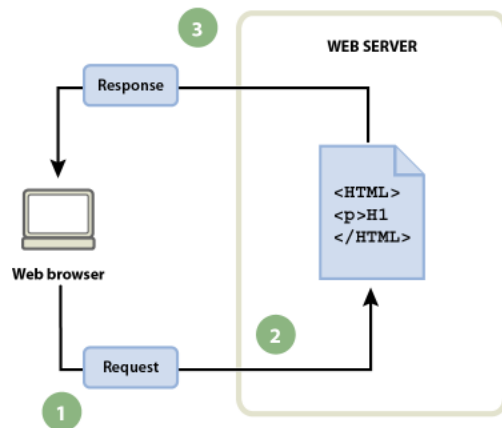 3
WEB SERVER
Response
<HTML>
<p>H1
</HTML>
Web browser
2
Request
1